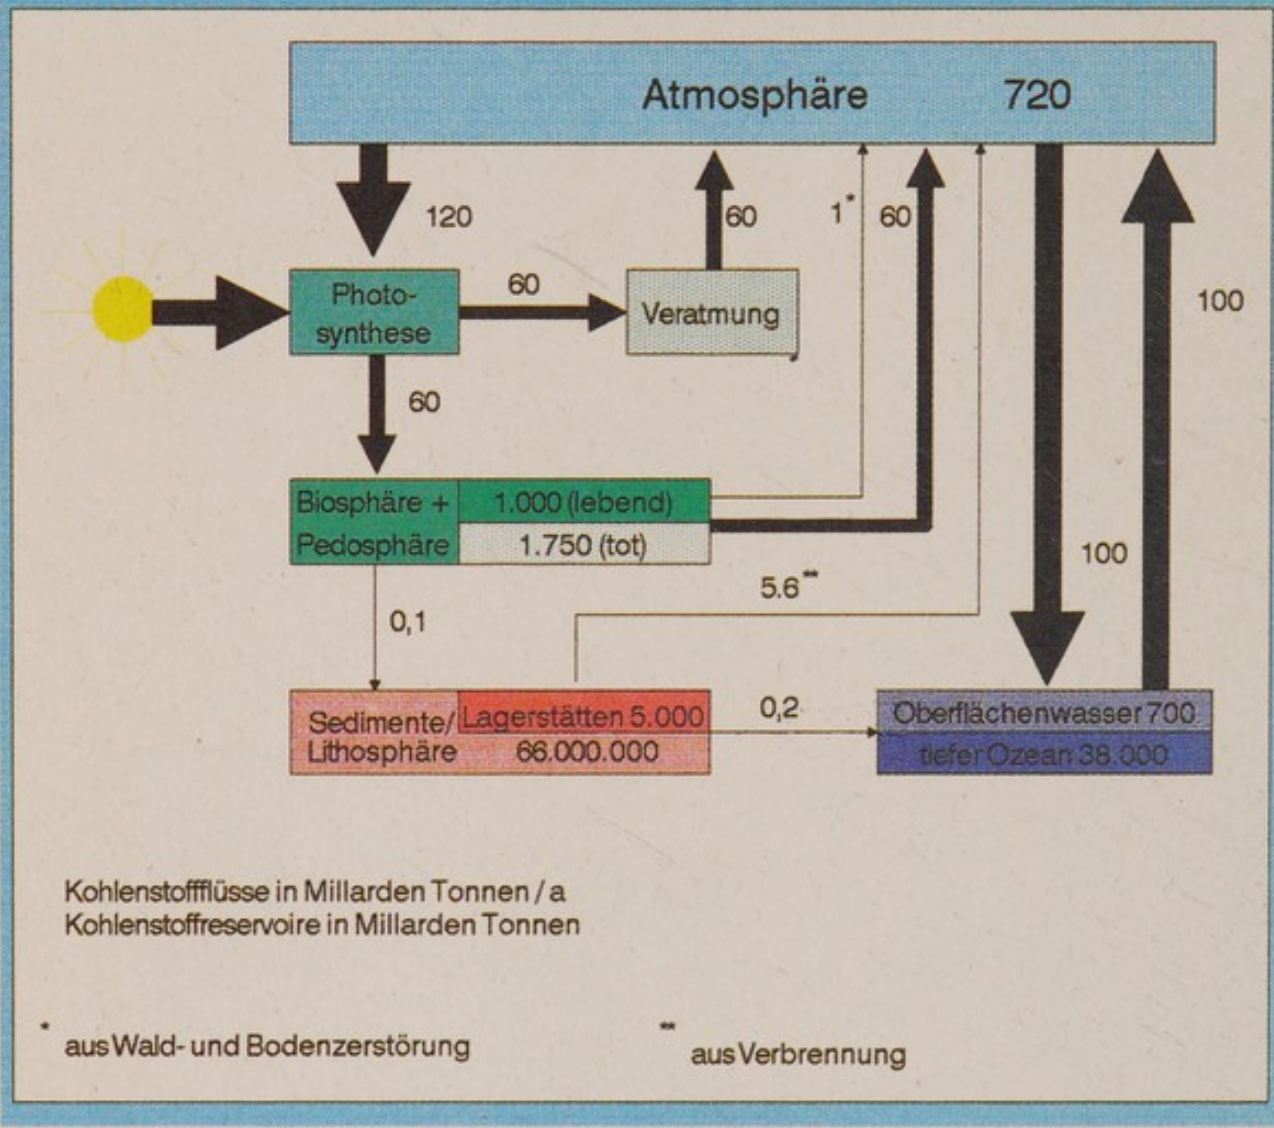 Atmosphäre 720
120
60
1*
60
100
Photo-
synthese
60
Veratmung
60
Biosphäre + 1.000 (lebend)
Pedosphäre 1.750 (tot)
100
5.6**
0,1
Sedimente/ Lagerstätten 5.000
Lithosphäre 66.000.000
0,2
Oberflächenwasser 700
tiefer Ozean 38.000
Kohlenstoffflüsse in Millarden Tonnen / a
Kohlenstoffreservoire in Millarden Tonnen
* aus Wald- und Bodenzerstörung
** aus Verbrennung